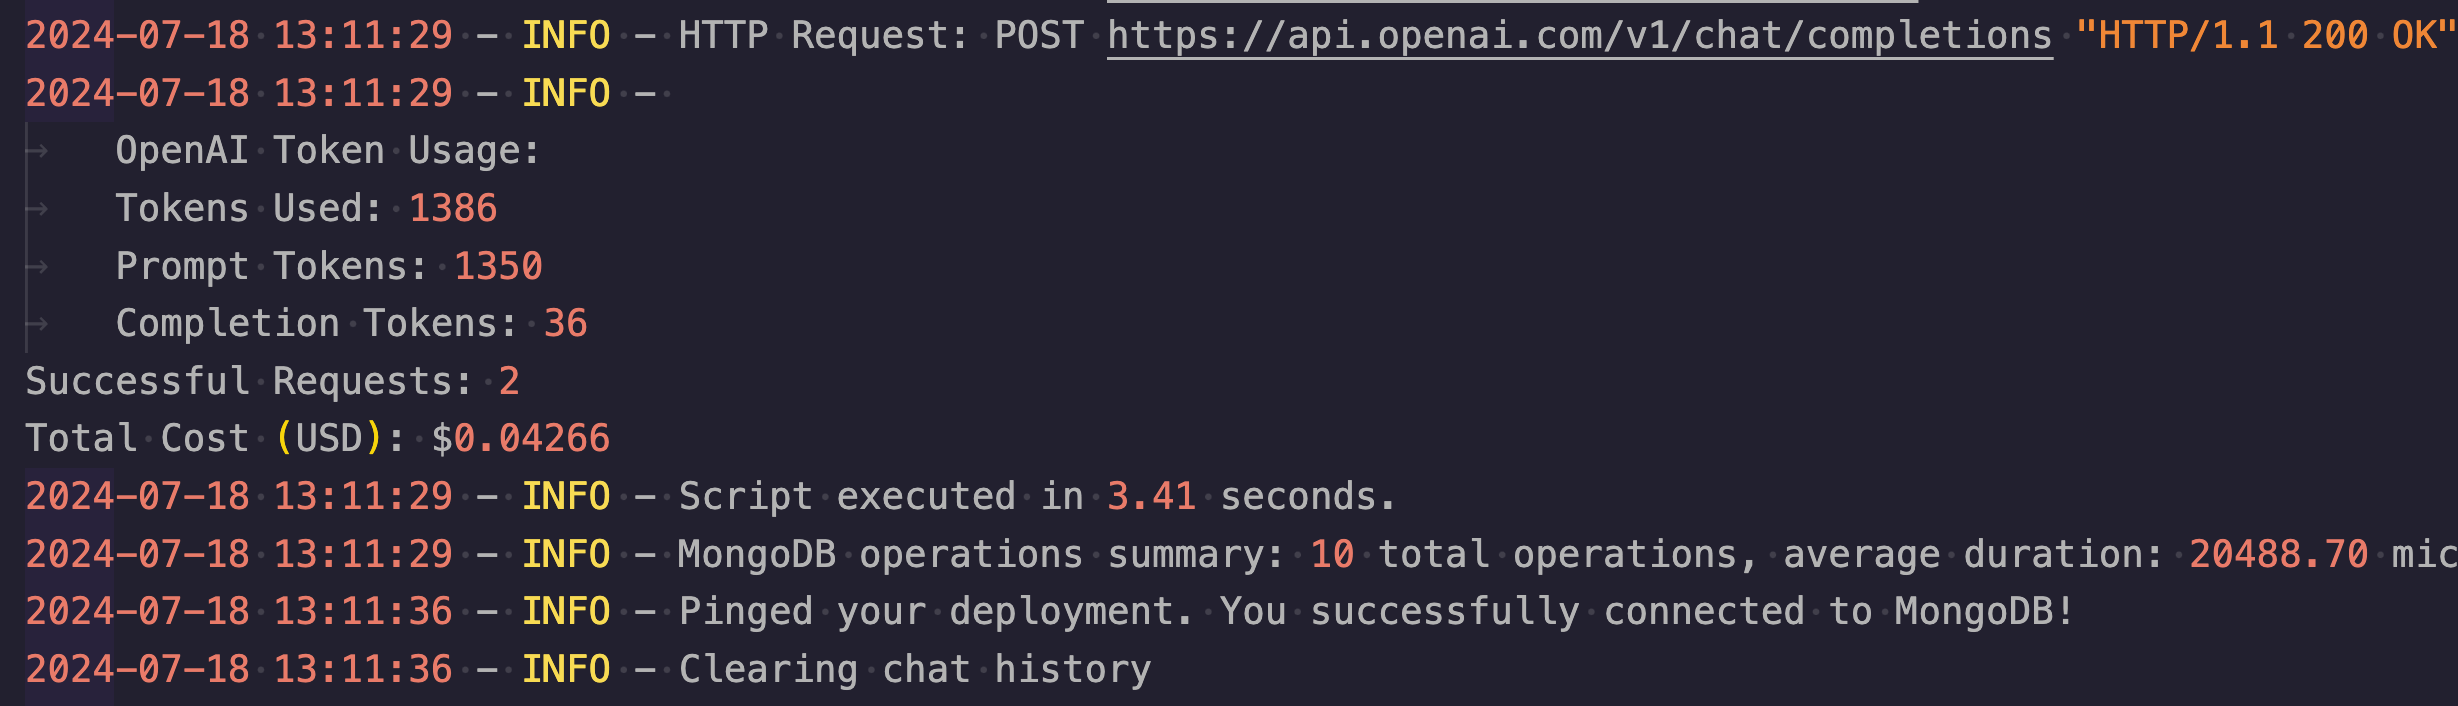 2024-07-18 13:11:29 - INFO - HTTP Request: POST https://api.openai.com/v1/chat/completions "HTTP/1.1 200 OK"
2024-07-18 13:11:29 - INFO -
OpenAI Token Usage:
Tokens Used: 1386
Prompt Tokens: 1350
Completion Tokens: 36
Successful Requests: 2
Total Cost (USD): $0.04266
2024-07-18 13:11:29 - INFO - Script executed in 3.41 seconds.
2024-07-18 13:11:29 - INFO - MongoDB operations summary: 10 total operations, average duration: 20488.70 mic
2024-07-18 13:11:36 - INFO - Pinged your deployment. You successfully connected to MongoDB!
2024-07-18 13:11:36 - INFO - Clearing chat history